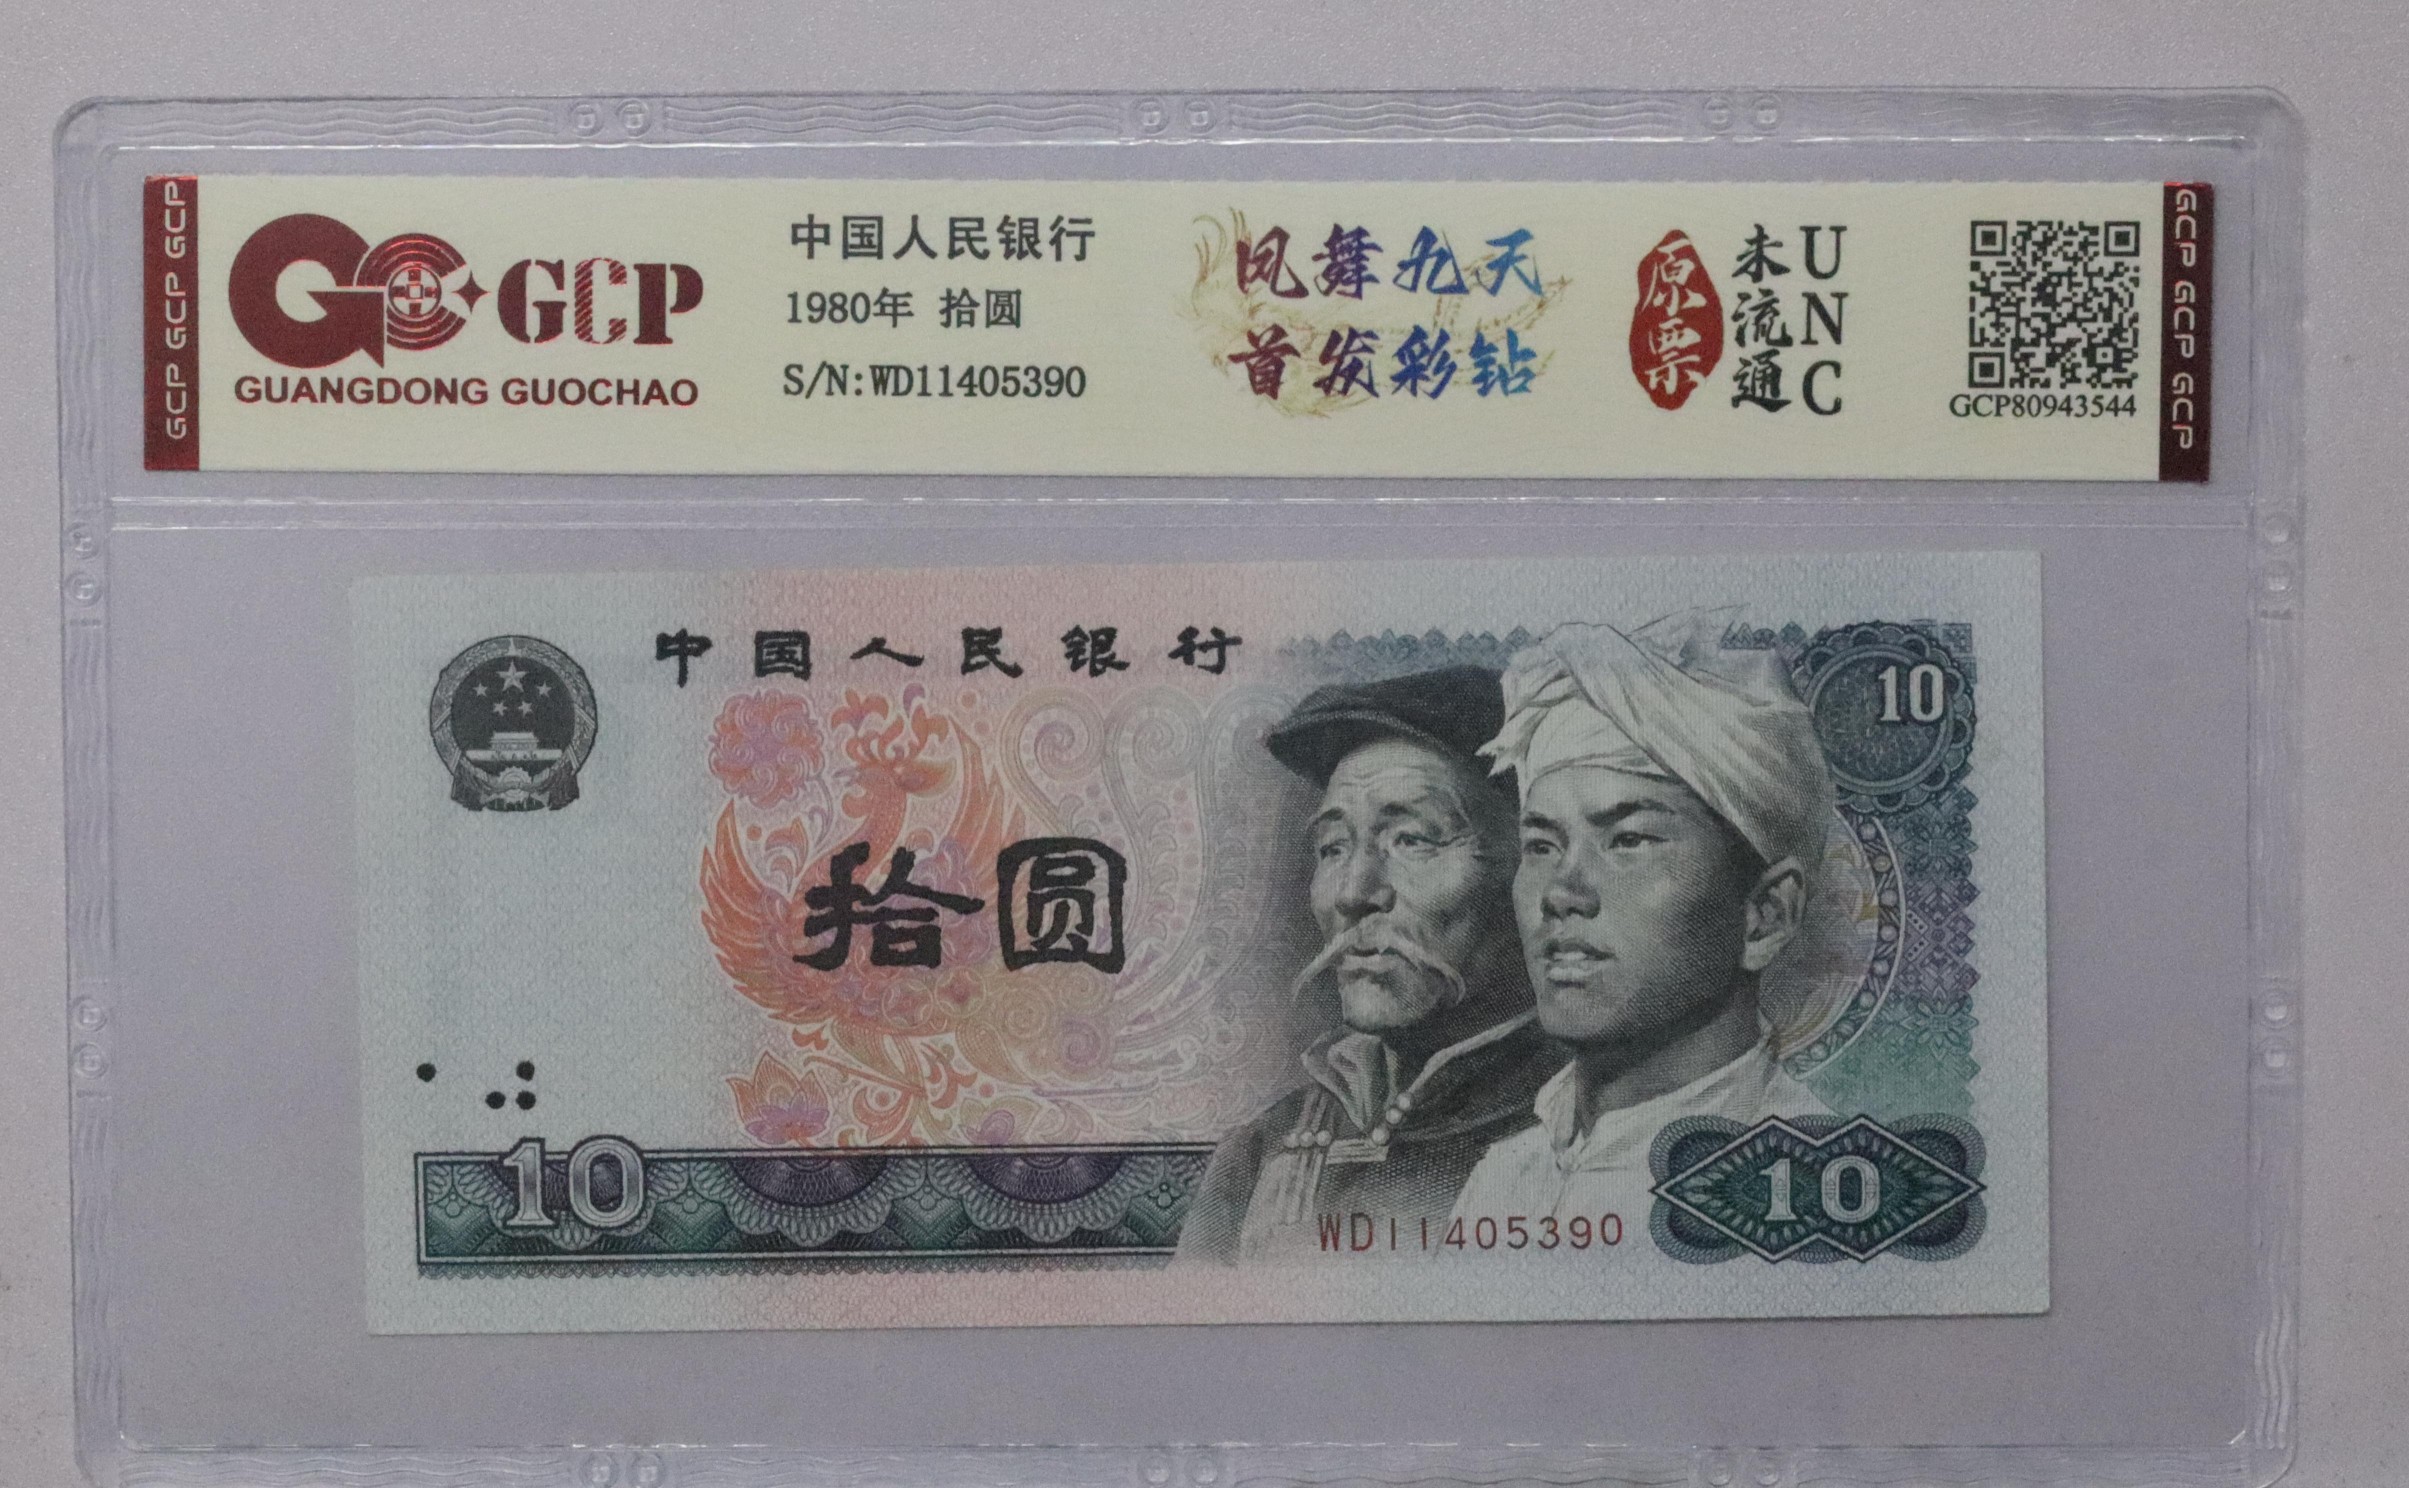 GCP GCP GCP
GCP
GUANGDONG GUOCHAO
中国人民银行
1980年 拾圆
S/N:WD11405390
凤舞九天
首发彩钻
原票
未流通
UNC
GCP80943544
GCP GCP GCP
中国人民银行
10
拾圆
10
WD11405390
10